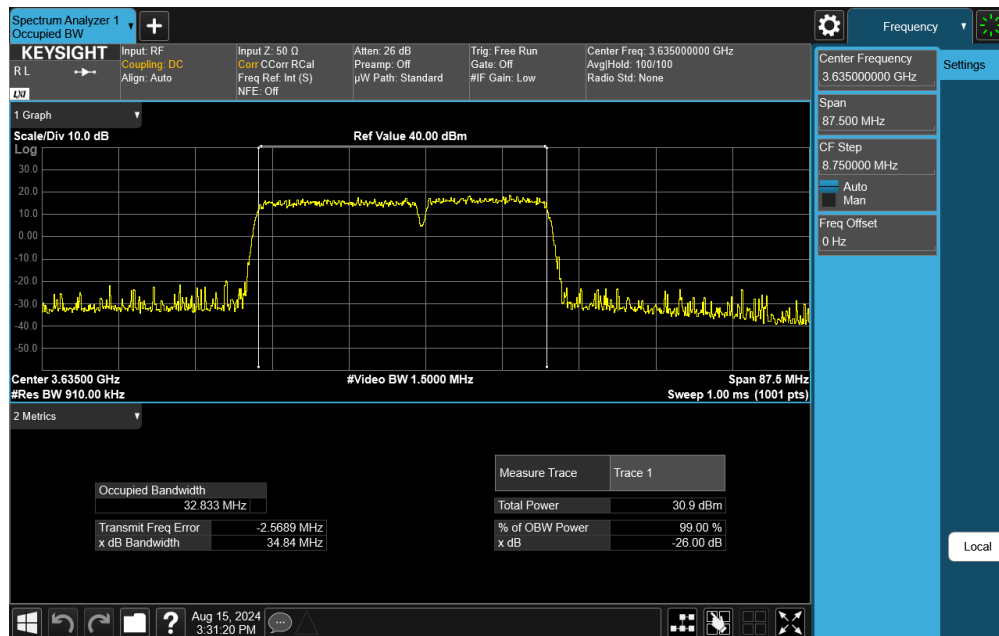 Spectrum Analyzer 1
Occupied BW
+
Frequency
KEYSIGHT
R L
LXI
Input: RF
Coupling: DC
Align: Auto
Input Z: 50 Ω
Corr CCorr RCal
Freq Ref: Int (S)
NFE: Off
Atten: 26 dB
Preamp: Off
µW Path: Standard
Trig: Free Run
Gate: Off
#IF Gain: Low
Center Freq: 3.635000000 GHz
Avg|Hold: 100/100
Radio Std: None
Center Frequency
3.635000000 GHz
Settings
Span
87.500 MHz
CF Step
8.750000 MHz
Auto
Man
Freq Offset
0 Hz
1 Graph
Scale/Div 10.0 dB
Ref Value 40.00 dBm
Log
30.0
20.0
10.0
0.00
-10.0
-20.0
-30.0
-40.0
-50.0
Center 3.63500 GHz
#Video BW 1.5000 MHz
Span 87.5 MHz
#Res BW 910.00 kHz
Sweep 1.00 ms (1001 pts)
2 Metrics
Measure Trace
Trace 1
Occupied Bandwidth
32.833 MHz
Total Power
30.9 dBm
Transmit Freq Error
-2.5689 MHz
% of OBW Power
99.00 %
x dB Bandwidth
34.84 MHz
x dB
-26.00 dB
Local
?
Aug 15, 2024
3:31:20 PM